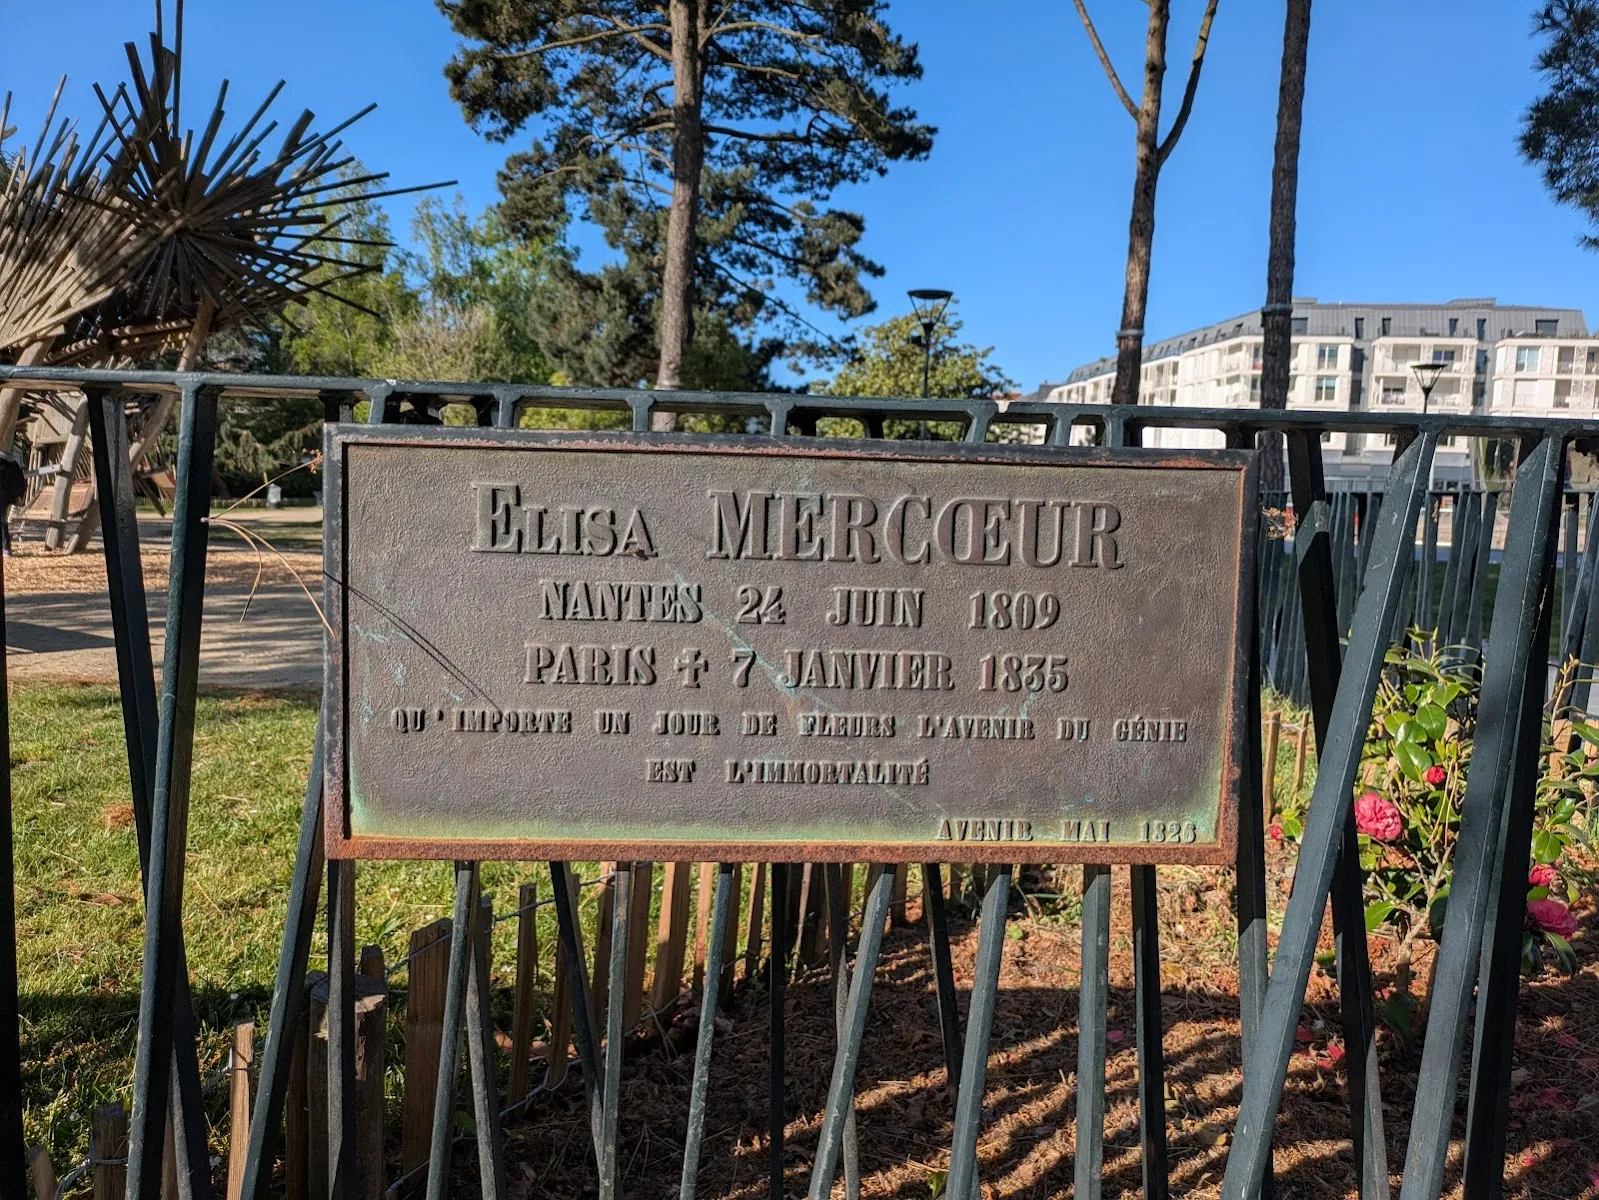 Elisa MERCŒUR
NANTES 24 JUIN 1809
PARIS ✝ 7 JANVIER 1835
QU'IMPORTE UN JOUR DE FLEURS L'AVENIR DU GÉNIE
EST L'IMMORTALITÉ
AVENIR MAI 1826